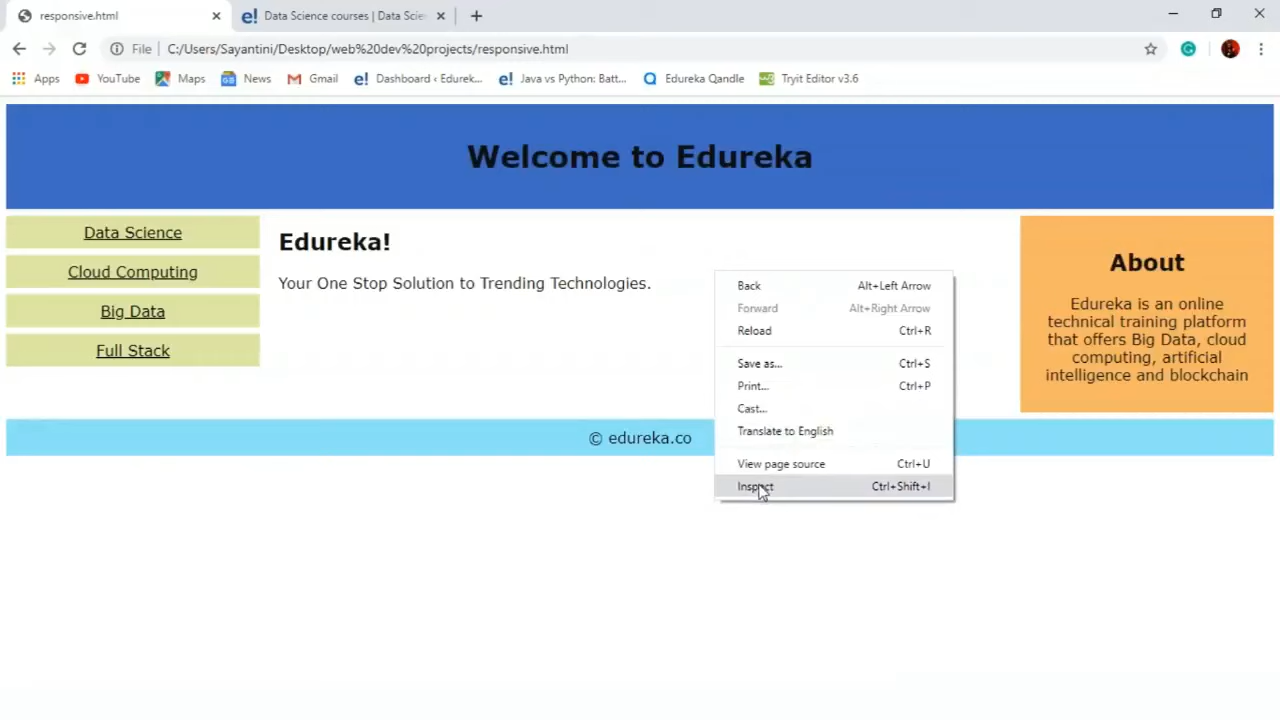 responsive.html
Data Science courses | Data Scie
File
C:/Users/Sayantini/Desktop/web%20dev%20projects/responsive.html
Apps
YouTube
Maps
News
Gmail
Dashboard ‹ Edurek...
Java vs Python: Batt...
Edureka Qandle
Tryit Editor v3.6
Welcome to Edureka
Data Science
Cloud Computing
Big Data
Full Stack
Edureka!
Your One Stop Solution to Trending Technologies.
Back Alt+Left Arrow
Forward Alt+Right Arrow
Reload Ctrl+R
Save as... Ctrl+S
Print... Ctrl+P
Cast...
Translate to English
View page source Ctrl+U
Inspect Ctrl+Shift+I
About
Edureka is an online
technical training platform
that offers Big Data, cloud
computing, artificial
intelligence and blockchain
© edureka.co